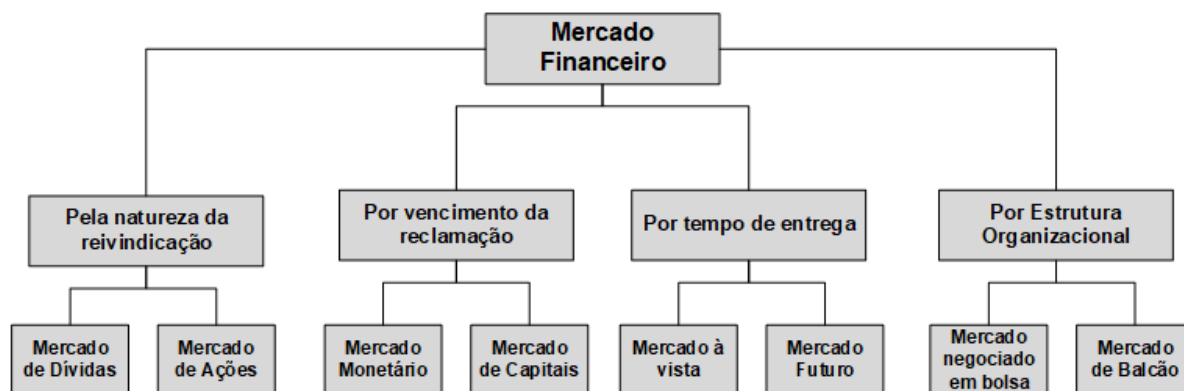 Mercado
Financeiro
Pela natureza da
reivindicação
Por vencimento da
reclamação
Por tempo de entrega
Por Estrutura
Organizacional
Mercado
de Dívidas
Mercado
de Ações
Mercado
Monetário
Mercado
de Capitais
Mercado à
vista
Mercado
Futuro
Mercado
negociado
em bolsa
Mercado
de Balcão